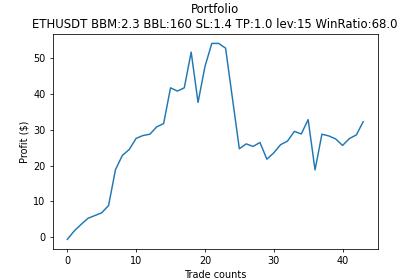 Portfolio
ETHUSDT BBM:2.3 BBL:160 SL:1.4 TP:1.0 lev:15 WinRatio:68.0
50
40
30
20
10
0
Profit ($)
0
10
20
30
40
Trade counts